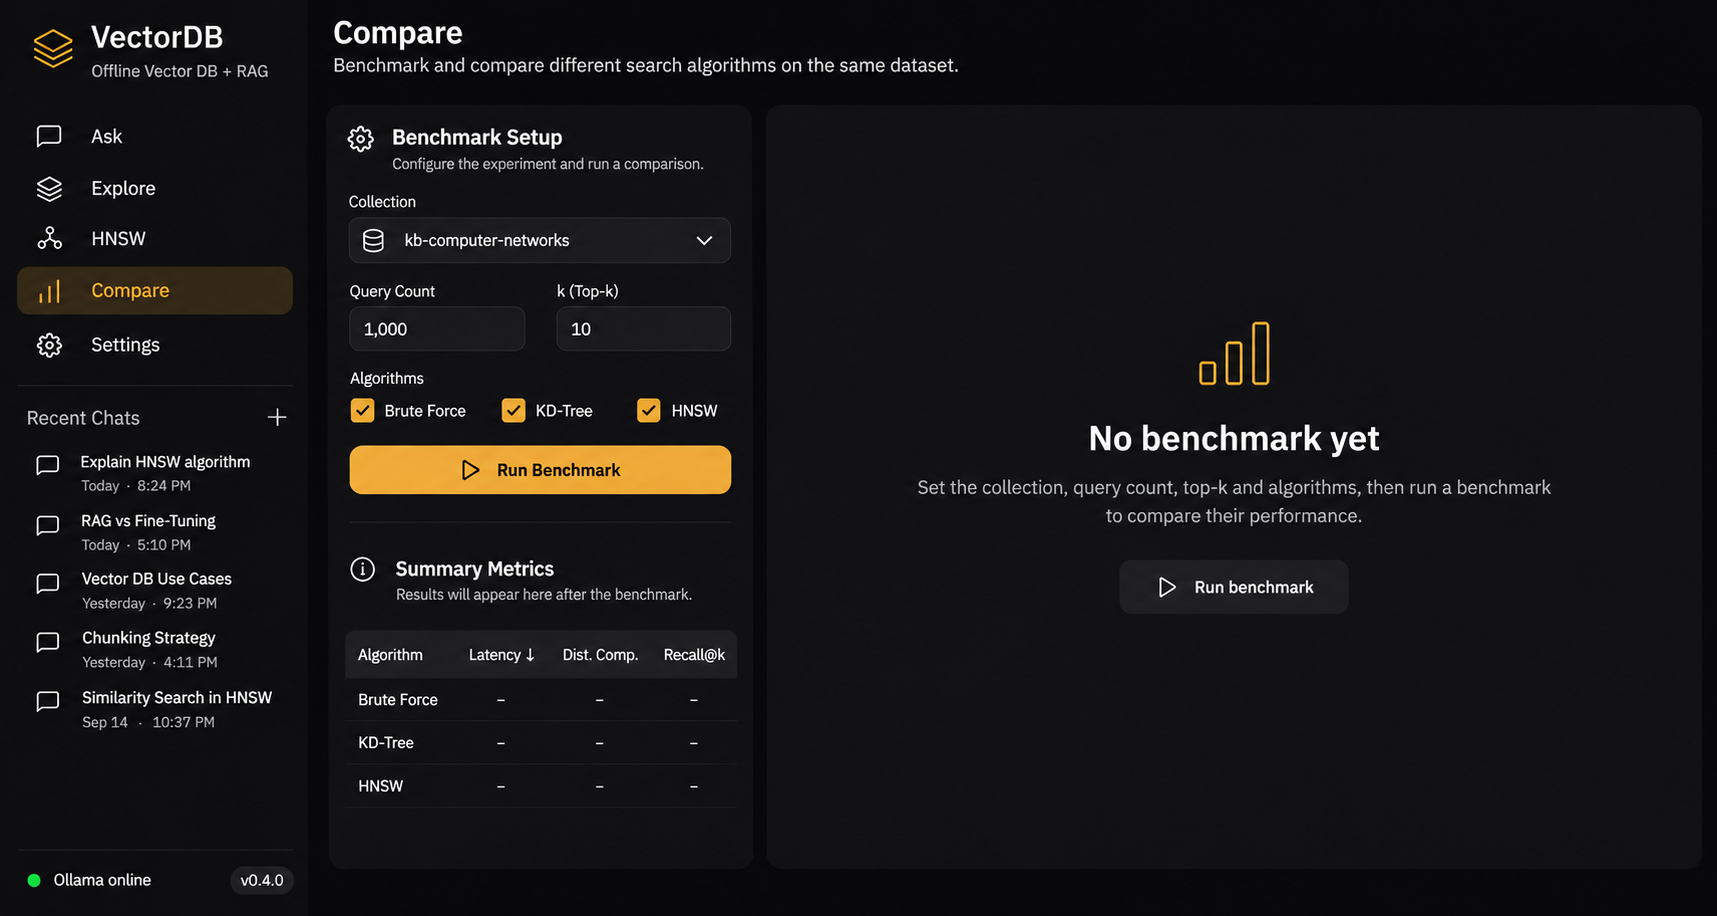 VectorDB
Offline Vector DB + RAG
Ask
Explore
HNSW
Compare
Settings
Recent Chats
Explain HNSW algorithm
Today · 8:24 PM
RAG vs Fine-Tuning
Today · 5:10 PM
Vector DB Use Cases
Yesterday · 9:23 PM
Chunking Strategy
Yesterday · 4:11 PM
Similarity Search in HNSW
Sep 14 · 10:37 PM
Ollama online
v0.4.0
Compare
Benchmark and compare different search algorithms on the same dataset.
Benchmark Setup
Configure the experiment and run a comparison.
Collection
kb-computer-networks
Query Count k (Top-k)
1,000 10
Algorithms
Brute Force KD-Tree HNSW
Run Benchmark
Summary Metrics
Results will appear here after the benchmark.
Algorithm Latency ↓ Dist. Comp. Recall@k
Brute Force – – –
KD-Tree – – –
HNSW – – –
No benchmark yet
Set the collection, query count, top-k and algorithms, then run a benchmark
to compare their performance.
Run benchmark